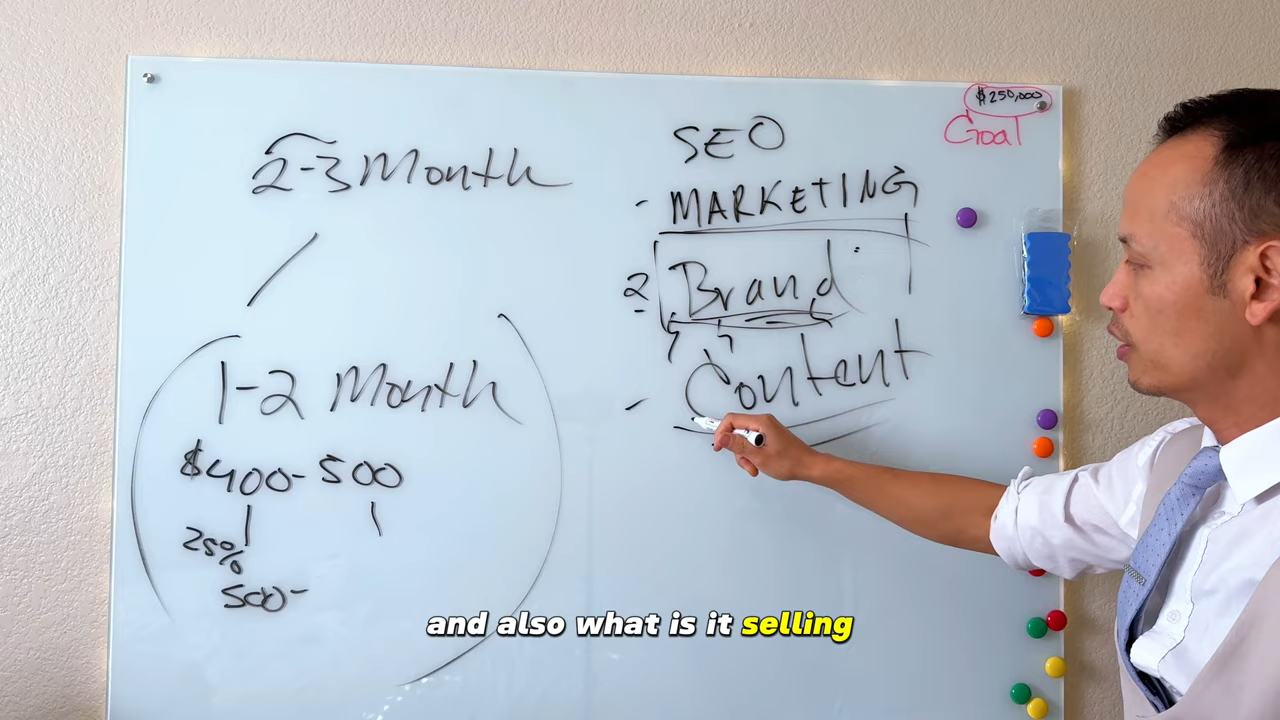 2-3 Month
1-2 Month
$400-500
25%
500-
SEO
- MARKETING
2 Brand
- Content
$250,000
Goal
and also what is it selling